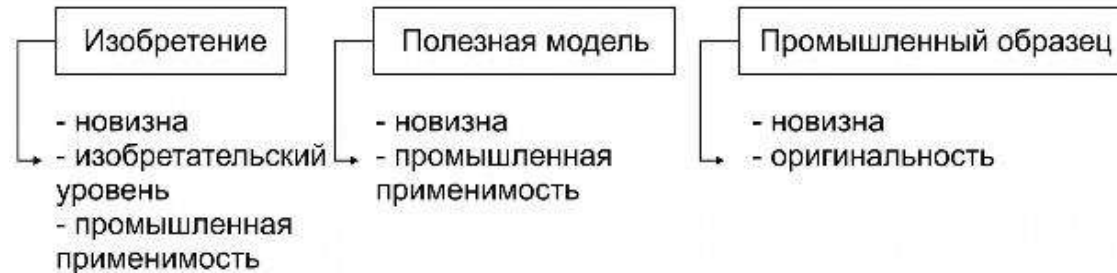 Изобретение
- новизна
- изобретательский
уровень
- промышленная
применимость
Полезная модель
- новизна
- промышленная
применимость
Промышленный образец
- новизна
- оригинальность